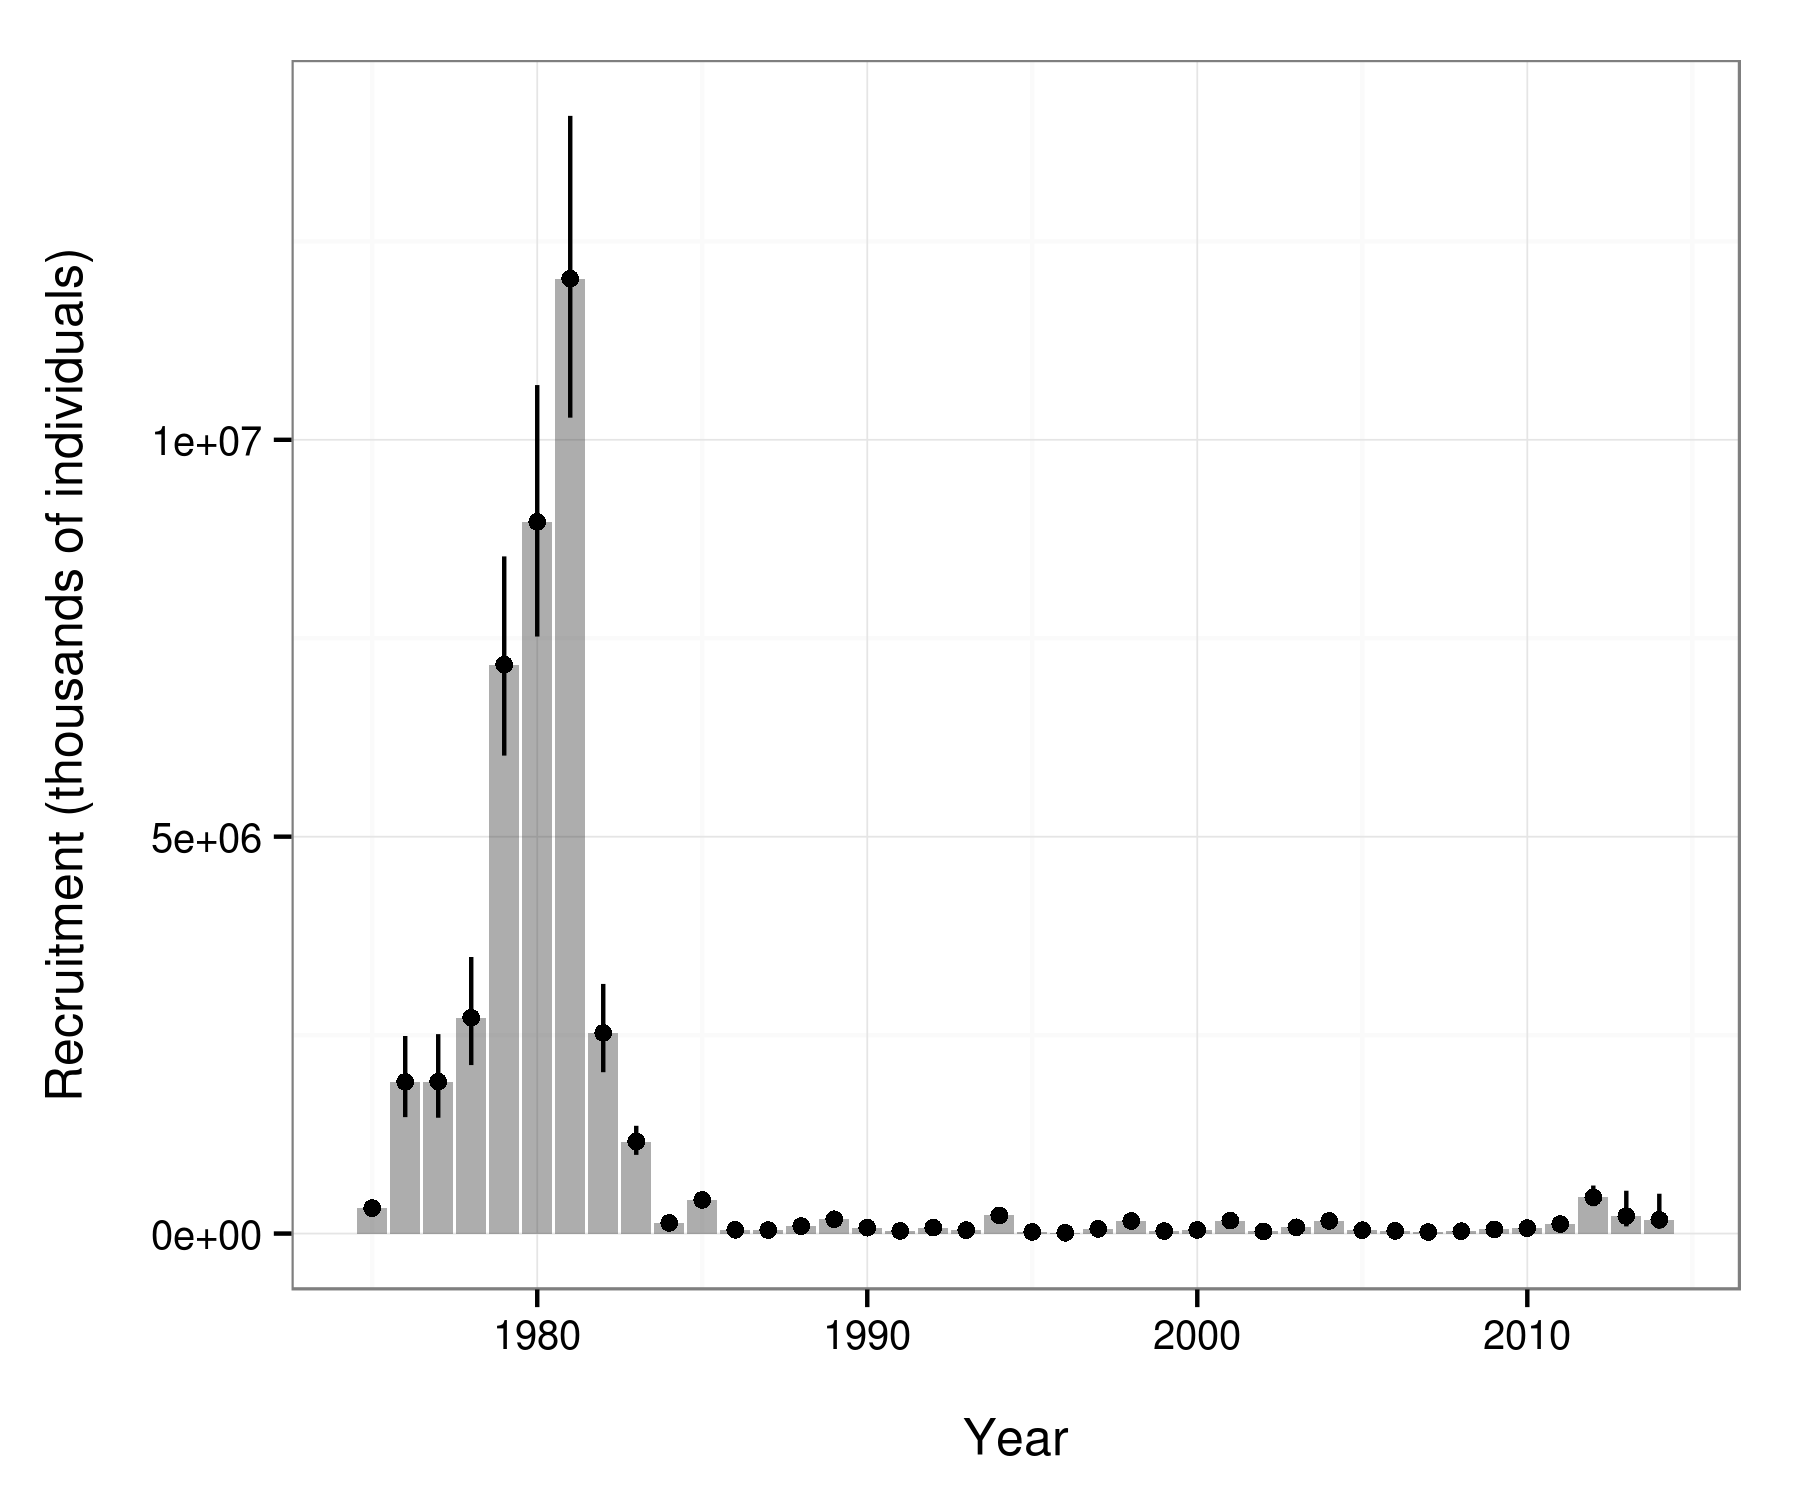 Recruitment (thousands of individuals)
1e+07
5e+06
0e+00
1980
1990
2000
2010
Year